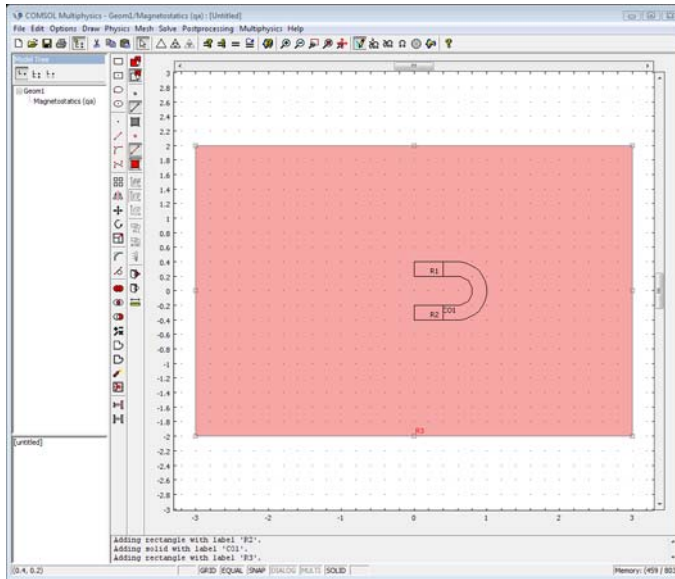 COMSOL Multiphysics - Geom1/Magnetostatics (qa) : [Untitled]
File Edit Options Draw Physics Mesh Solve Postprocessing Multiphysics Help
Model Tree
Geom1
Magnetostatics (qa)
3
2.8
2.6
2.4
2.2
2
1.8
1.6
1.4
1.2
1
0.8
0.6
0.4
R1
0.2
0
-0.2
R2 CO1
-0.4
-0.6
-0.8
-1
-1.2
-1.4
-1.6
-1.8
R3
-2
[untitled]
-2.2
-2.4
-2.6
-2.8
-3
-3 -2 -1 0 1 2 3
Adding rectangle with label 'R2'.
Adding solid with label 'CO1'.
Adding rectangle with label 'R3'.
(0.4, 0.2) GRID EQUAL SNAP DIALOG MULTI SOLID Memory: (459 /